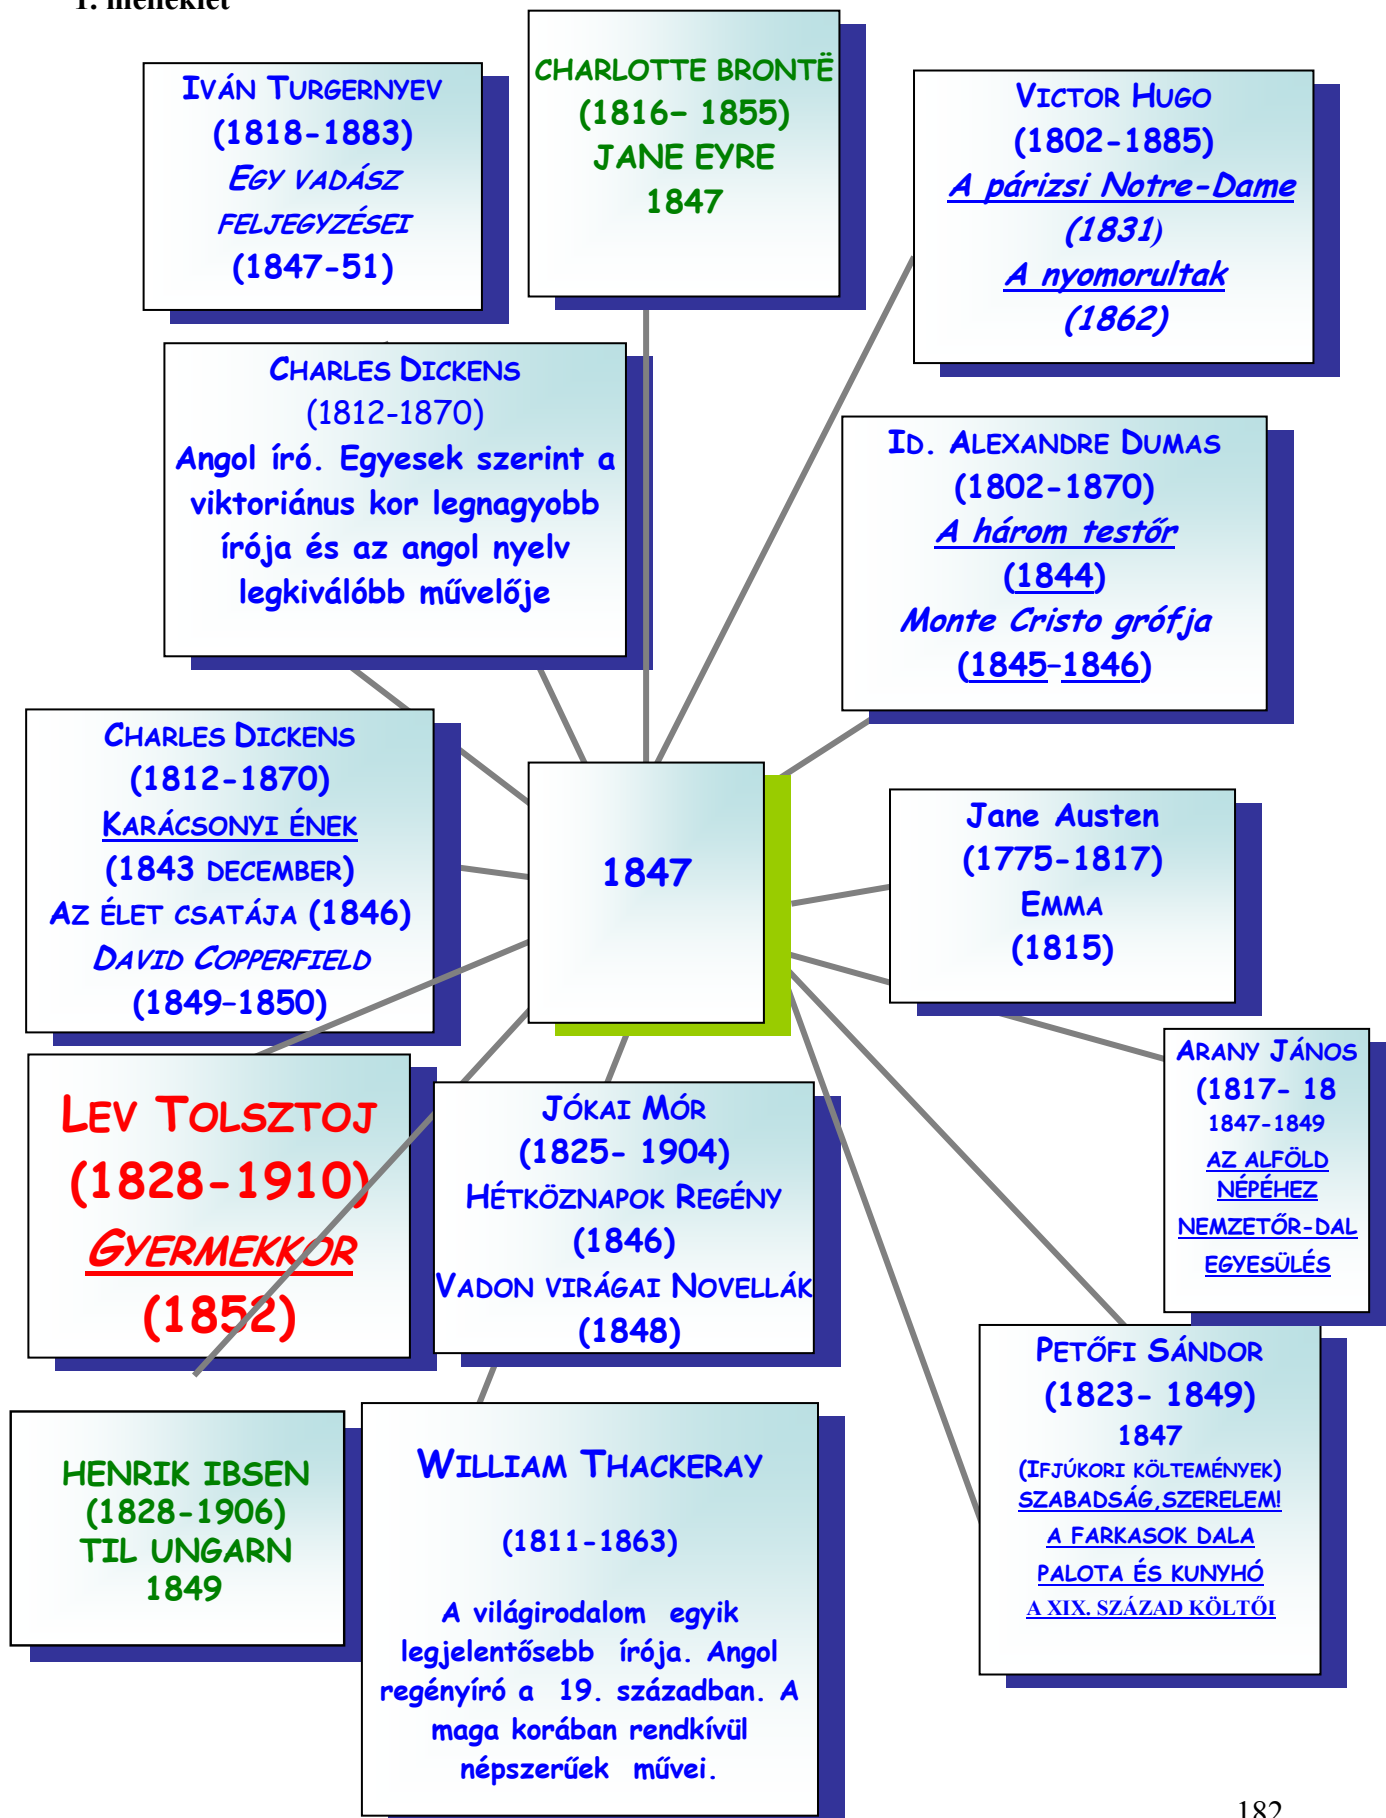 1. melléklet
IVÁN TURGERNYEV
(1818-1883)
EGY VADÁSZ
FELJEGYZÉSEI
(1847-51)
CHARLOTTE BRONTË
(1816– 1855)
JANE EYRE
1847
VICTOR HUGO
(1802-1885)
A párizsi Notre-Dame
(1831)
A nyomorultak
(1862)
CHARLES DICKENS
(1812-1870)
Angol író. Egyesek szerint a
viktoriánus kor legnagyobb
írója és az angol nyelv
legkiválóbb művelője
ID. ALEXANDRE DUMAS
(1802-1870)
A három testőr
(1844)
Monte Cristo grófja
(1845–1846)
CHARLES DICKENS
(1812-1870)
KARÁCSONYI ÉNEK
(1843 DECEMBER)
AZ ÉLET CSATÁJA (1846)
DAVID COPPERFIELD
(1849–1850)
1847
Jane Austen
(1775-1817)
EMMA
(1815)
ARANY JÁNOS
(1817- 18
1847-1849
AZ ALFÖLD
NÉPÉHEZ
NEMZETŐR-DAL
EGYESÜLÉS
LEV TOLSZTOJ
(1828-1910)
GYERMEKKOR
(1852)
JÓKAI MÓR
(1825- 1904)
HÉTKÖZNAPOK REGÉNY
(1846)
VADON VIRÁGAI NOVELLÁK
(1848)
PETŐFI SÁNDOR
(1823- 1849)
1847
(IFJÚKORI KÖLTEMÉNYEK)
SZABADSÁG,SZERELEM!
A FARKASOK DALA
PALOTA ÉS KUNYHÓ
A XIX. SZÁZAD KÖLTŐI
HENRIK IBSEN
(1828-1906)
TIL UNGARN
1849
WILLIAM THACKERAY
(1811-1863)
A világirodalom egyik
legjelentősebb írója. Angol
regényíró a 19. században. A
maga korában rendkívül
népszerűek művei.
182